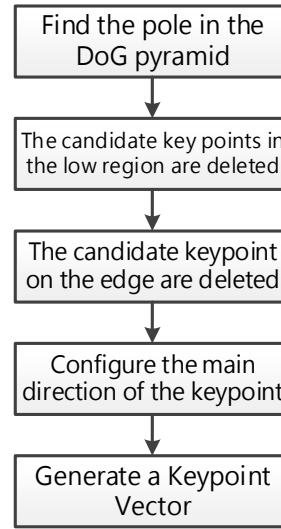 Find the pole in the
DoG pyramid
The candidate key points in
the low region are deleted
The candidate keypoint
on the edge are deleted
Configure the main
direction of the keypoint
Generate a Keypoint
Vector